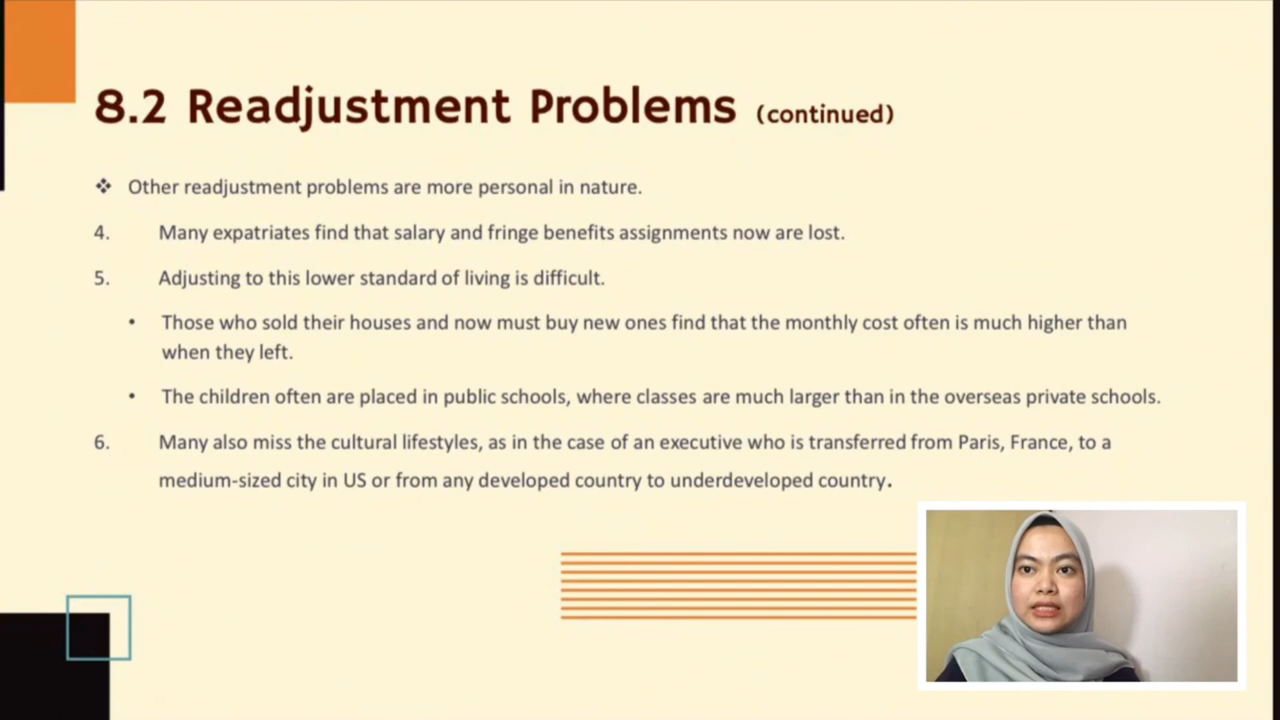 8.2 Readjustment Problems (continued)
❖ Other readjustment problems are more personal in nature.
4. Many expatriates find that salary and fringe benefits assignments now are lost.
5. Adjusting to this lower standard of living is difficult.
• Those who sold their houses and now must buy new ones find that the monthly cost often is much higher than
when they left.
• The children often are placed in public schools, where classes are much larger than in the overseas private schools.
6. Many also miss the cultural lifestyles, as in the case of an executive who is transferred from Paris, France, to a
medium-sized city in US or from any developed country to underdeveloped country.